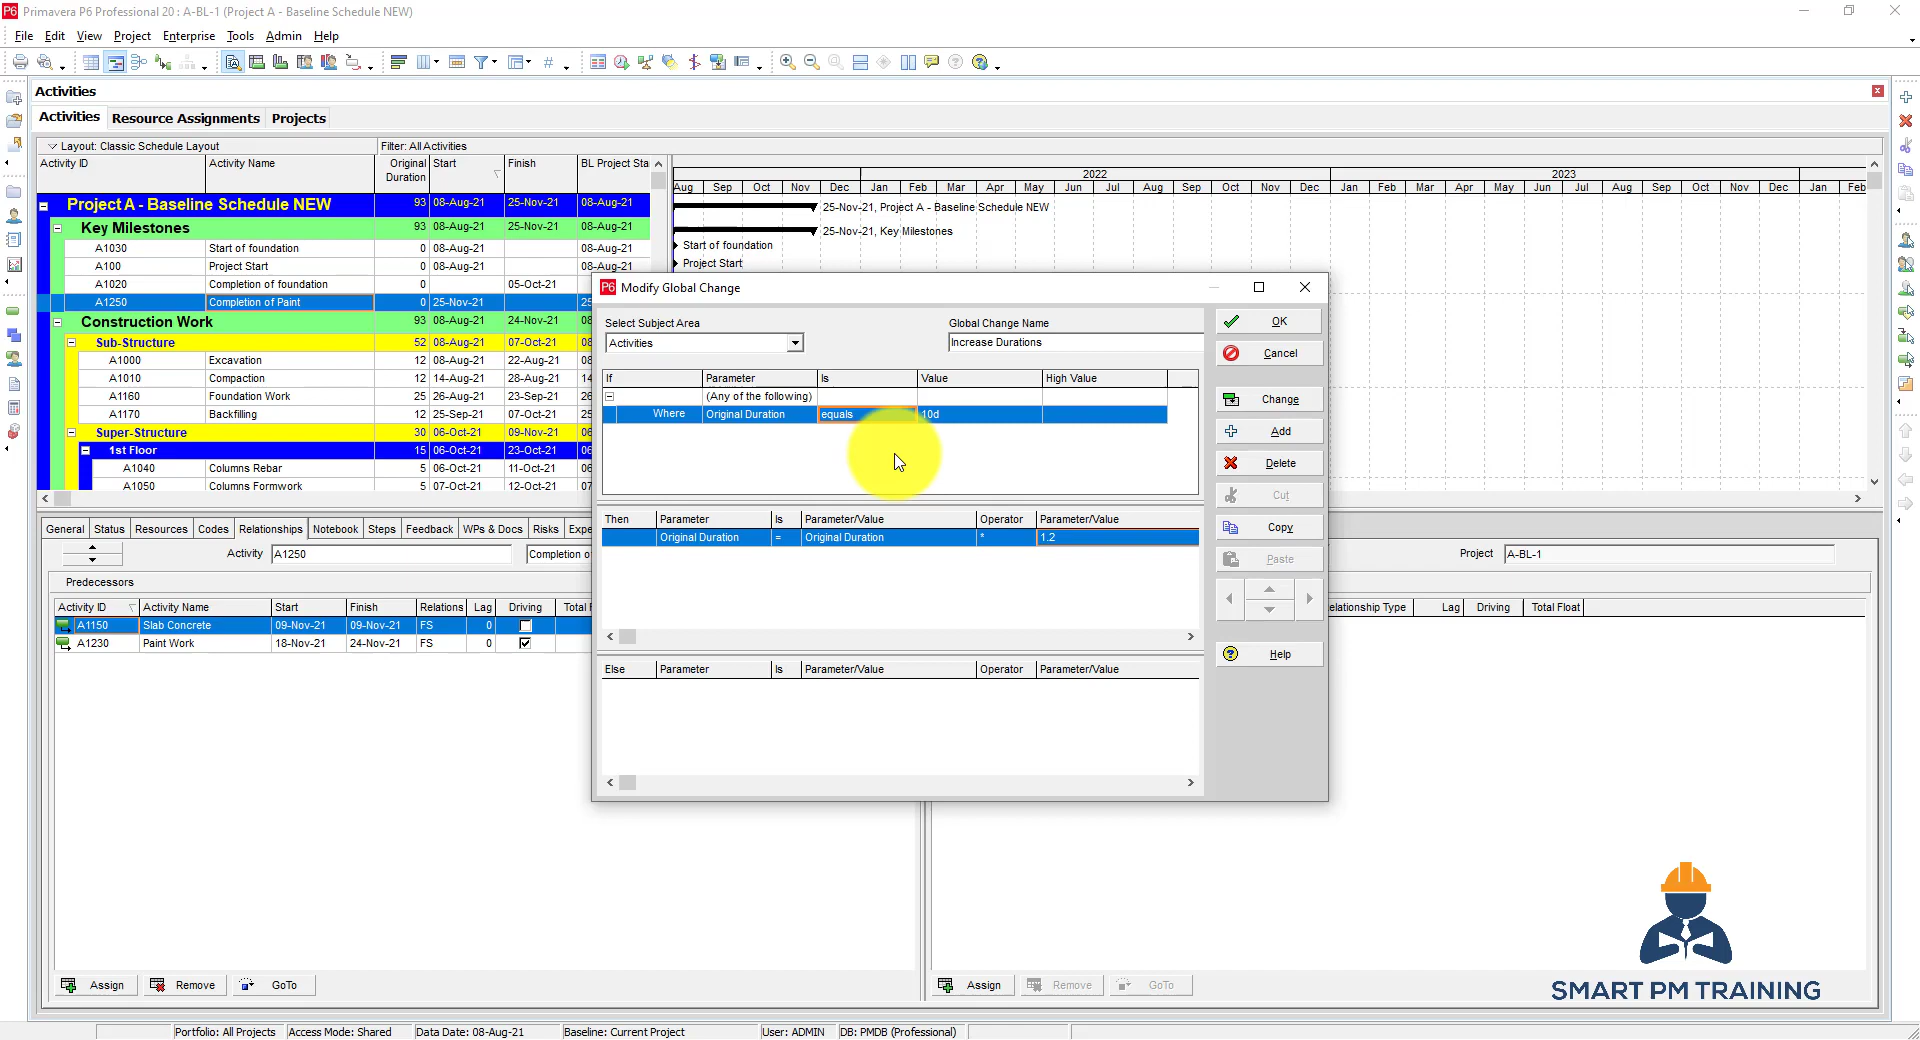 P6 Primavera P6 Professional 20 : A-BL-1 (Project A - Baseline Schedule NEW)
File Edit View Project Enterprise Tools Admin Help
Activities
Activities Resource Assignments Projects
Layout: Classic Schedule Layout Filter: All Activities
Activity ID Activity Name Original Duration Start Finish BL Project Sta
2022 2023
Aug Sep Oct Nov Dec Jan Feb Mar Apr May Jun Jul Aug Sep Oct Nov Dec Jan Feb Mar Apr May Jun Jul Aug Sep Oct Nov Dec Jan Feb
Project A - Baseline Schedule NEW 93 08-Aug-21 25-Nov-21 08-Aug-21 25-Nov-21, Project A - Baseline Schedule NEW
Key Milestones 93 08-Aug-21 25-Nov-21 08-Aug-21 25-Nov-21, Key Milestones
A1030 Start of foundation 0 08-Aug-21 08-Aug-21 Start of foundation
A100 Project Start 0 08-Aug-21 08-Aug-21 Project Start
A1020 Completion of foundation 0 05-Oct-21
A1250 Completion of Paint 0 25-Nov-21 25
Construction Work 93 08-Aug-21 24-Nov-21 08
Sub-Structure 52 08-Aug-21 07-Oct-21 08
A1000 Excavation 12 08-Aug-21 22-Aug-21 08
A1010 Compaction 12 14-Aug-21 28-Aug-21 14
A1160 Foundation Work 25 26-Aug-21 23-Sep-21 26
A1170 Backfilling 12 25-Sep-21 07-Oct-21 25
Super-Structure 30 06-Oct-21 09-Nov-21 06
1st Floor 15 06-Oct-21 23-Oct-21 06
A1040 Columns Rebar 5 06-Oct-21 11-Oct-21 06
A1050 Columns Formwork 5 07-Oct-21 12-Oct-21 07
P6 Modify Global Change
Select Subject Area Global Change Name
Activities Increase Durations
If Parameter Is Value High Value
(Any of the following)
Where Original Duration equals 10d
Then Parameter Is Parameter/Value Operator Parameter/Value
Original Duration = Original Duration * 1.2
Else Parameter Is Parameter/Value Operator Parameter/Value
OK
Cancel
Change
Add
Delete
Cut
Copy
Paste
Help
General Status Resources Codes Relationships Notebook Steps Feedback WPs & Docs Risks Expe
Activity A1250 Completion o Project A-BL-1
Predecessors
Activity ID Activity Name Start Finish Relations Lag Driving Total F
A1150 Slab Concrete 09-Nov-21 09-Nov-21 FS 0
A1230 Paint Work 18-Nov-21 24-Nov-21 FS 0
elationship Type Lag Driving Total Float
Assign Remove GoTo Assign Remove GoTo
SMART PM TRAINING
Portfolio: All Projects Access Mode: Shared Data Date: 08-Aug-21 Baseline: Current Project User: ADMIN DB: PMDB (Professional)